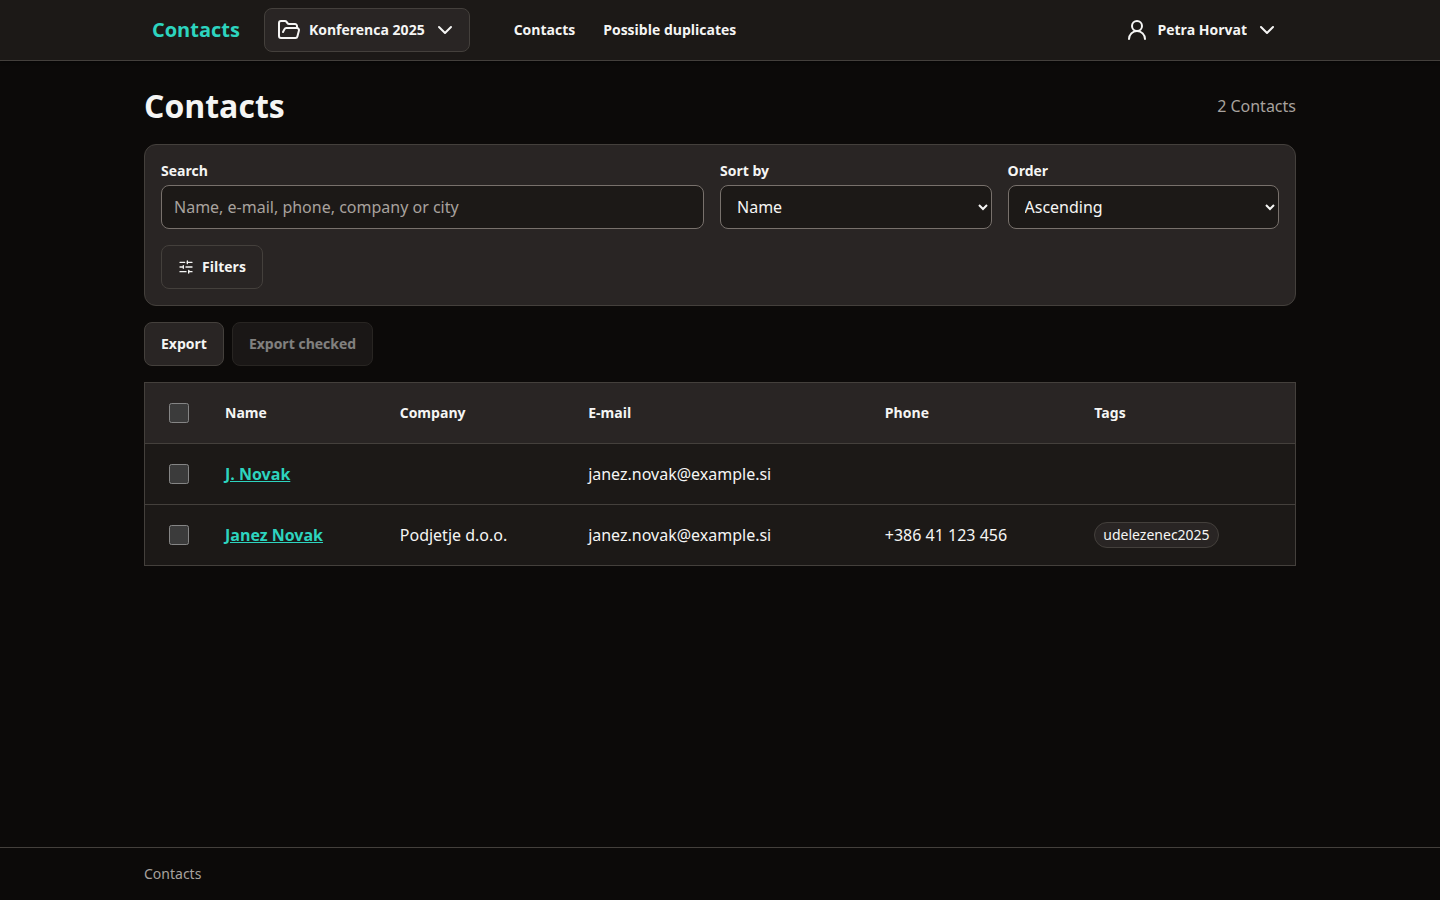 Contacts Konferenca 2025 Contacts Possible duplicates Petra Horvat
Contacts 2 Contacts
Search Sort by Order
Name, e-mail, phone, company or city Name Ascending
Filters
Export Export checked
Name Company E-mail Phone Tags
J. Novak janez.novak@example.si
Janez Novak Podjetje d.o.o. janez.novak@example.si +386 41 123 456 udelezenec2025
Contacts